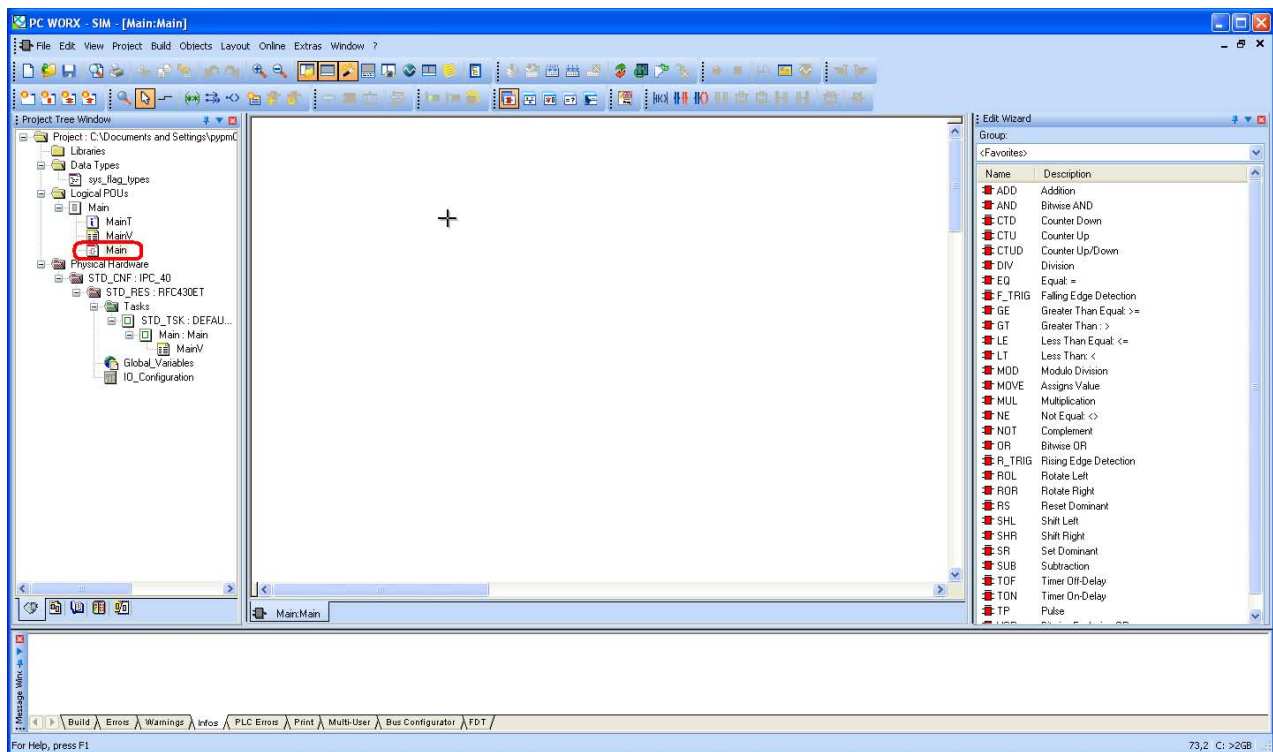 PC WORX - SIM - [Main:Main]
File Edit View Project Build Objects Layout Online Extras Window ?
Project Tree Window
Project : C:\Documents and Settings\pypm0
Libraries
Data Types
sys_flag_types
Logical POUs
Main
MainT
MainV
Main
Physical Hardware
STD_CNF : IPC_40
STD_RES : RFC430ET
Tasks
STD_TSK : DEFAU...
Main : Main
MainV
Global_Variables
IO_Configuration
Main:Main
Edit Wizard
Group:
<Favorites>
Name Description
ADD Addition
AND Bitwise AND
CTD Counter Down
CTU Counter Up
CTUD Counter Up/Down
DIV Division
EQ Equal: =
F_TRIG Falling Edge Detection
GE Greater Than Equal: >=
GT Greater Than : >
LE Less Than Equal: <=
LT Less Than: <
MOD Modulo Division
MOVE Assigns Value
MUL Multiplication
NE Not Equal: <>
NOT Complement
OR Bitwise OR
R_TRIG Rising Edge Detection
ROL Rotate Left
ROR Rotate Right
RS Reset Dominant
SHL Shift Left
SHR Shift Right
SR Set Dominant
SUB Subtraction
TOF Timer Off-Delay
TON Timer On-Delay
TP Pulse
Build Errors Warnings Infos PLC Errors Print Multi-User Bus Configurator FDT
For Help, press F1
73,2 C: >2GB